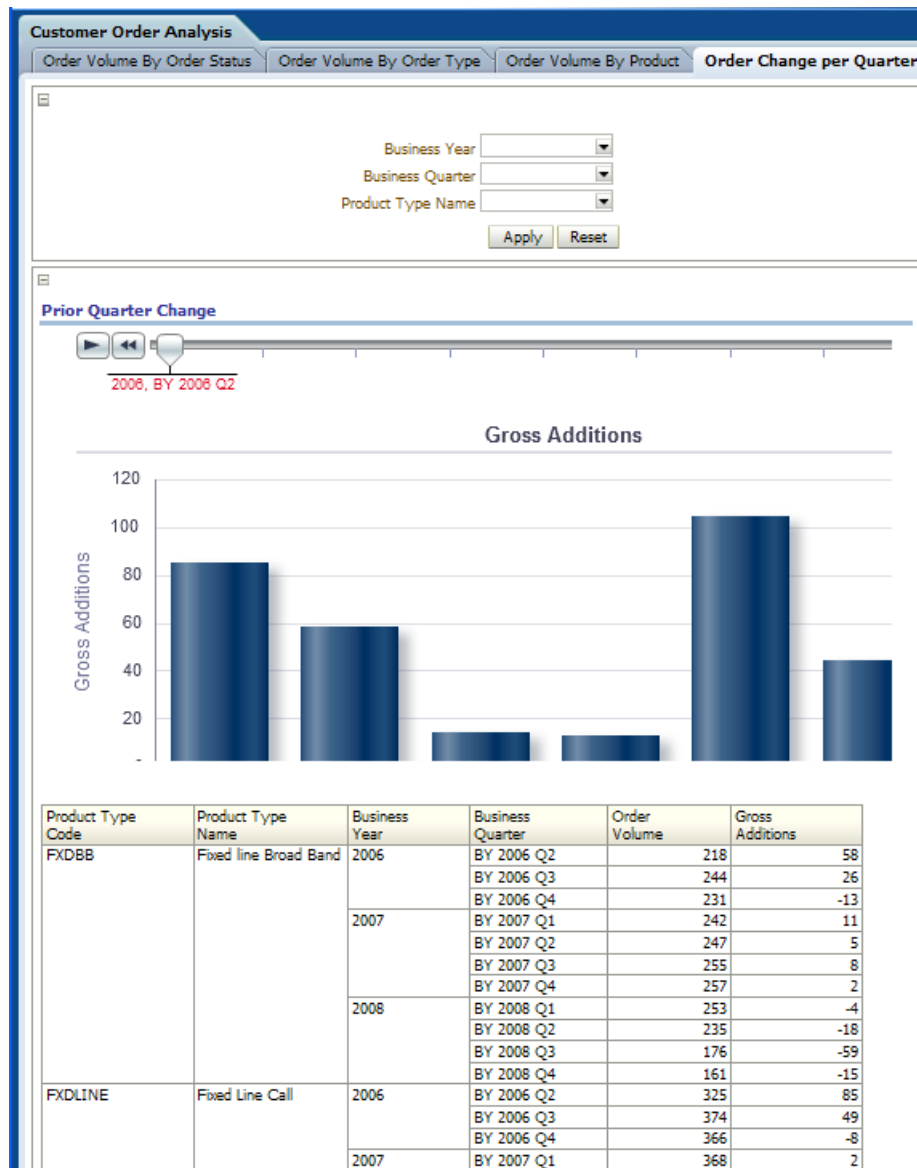 Customer Order Analysis
Order Volume By Order Status Order Volume By Order Type Order Volume By Product Order Change per Quarter
Business Year
Business Quarter
Product Type Name
Apply Reset
Prior Quarter Change
2006, BY 2006 Q2
Gross Additions
120
100
80
60
40
20
Gross Additions
Product Type Code Product Type Name Business Year Business Quarter Order Volume Gross Additions
FXDBB Fixed line Broad Band 2006 BY 2006 Q2 218 58
BY 2006 Q3 244 26
BY 2006 Q4 231 -13
2007 BY 2007 Q1 242 11
BY 2007 Q2 247 5
BY 2007 Q3 255 8
BY 2007 Q4 257 2
2008 BY 2008 Q1 253 -4
BY 2008 Q2 235 -18
BY 2008 Q3 176 -59
BY 2008 Q4 161 -15
FXDLINE Fixed Line Call 2006 BY 2006 Q2 325 85
BY 2006 Q3 374 49
BY 2006 Q4 366 -8
2007 BY 2007 Q1 368 2